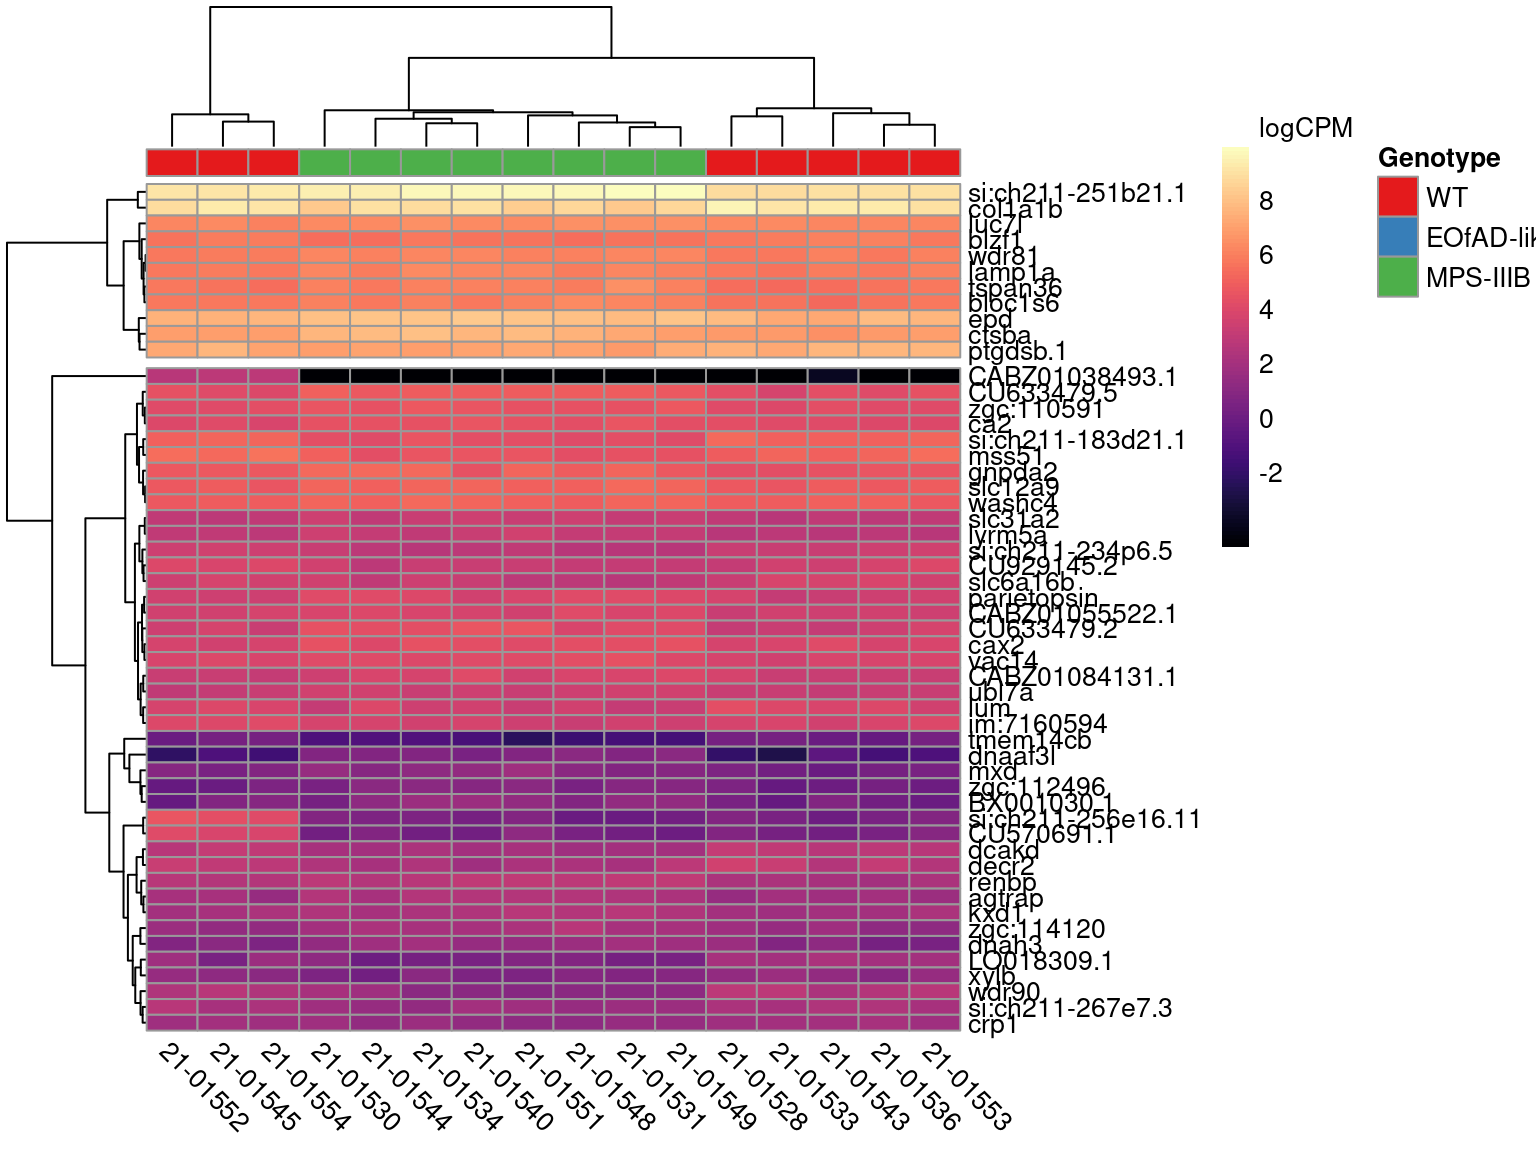 logCPM
8
6
4
2
0
-2
Genotype
WT
EOfAD-lik
MPS-IIIB
si:ch211-251b21.1
col1a1b
luc7l
blzf1
wdr81
lamp1a
tspan36
bloc1s6
epd
ctsba
ptgdsb.1
CABZ01038493.1
CU633479.5
zgc:110591
ca2
si:ch211-183d21.1
mss51
gnpda2
slc12a9
washc4
slc31a2
lyrm5a
si:ch211-234p6.5
CU929145.2
slc6a16b
parietopsin
CABZ01055522.1
CU633479.2
cax2
vac14
CABZ01084131.1
ubl7a
lum
im:7160594
tmem14cb
dnaaf3l
mxd
zgc:112496
BX001030.1
si:ch211-256e16.11
CU570691.1
dcakd
decr2
renbp
agtrap
kxd1
zgc:114120
dnah3
LO018309.1
xylb
wdr90
si:ch211-267e7.3
crp1
21-01552
21-01545
21-01554
21-01530
21-01544
21-01534
21-01540
21-01551
21-01548
21-01531
21-01549
21-01528
21-01533
21-01543
21-01536
21-01553